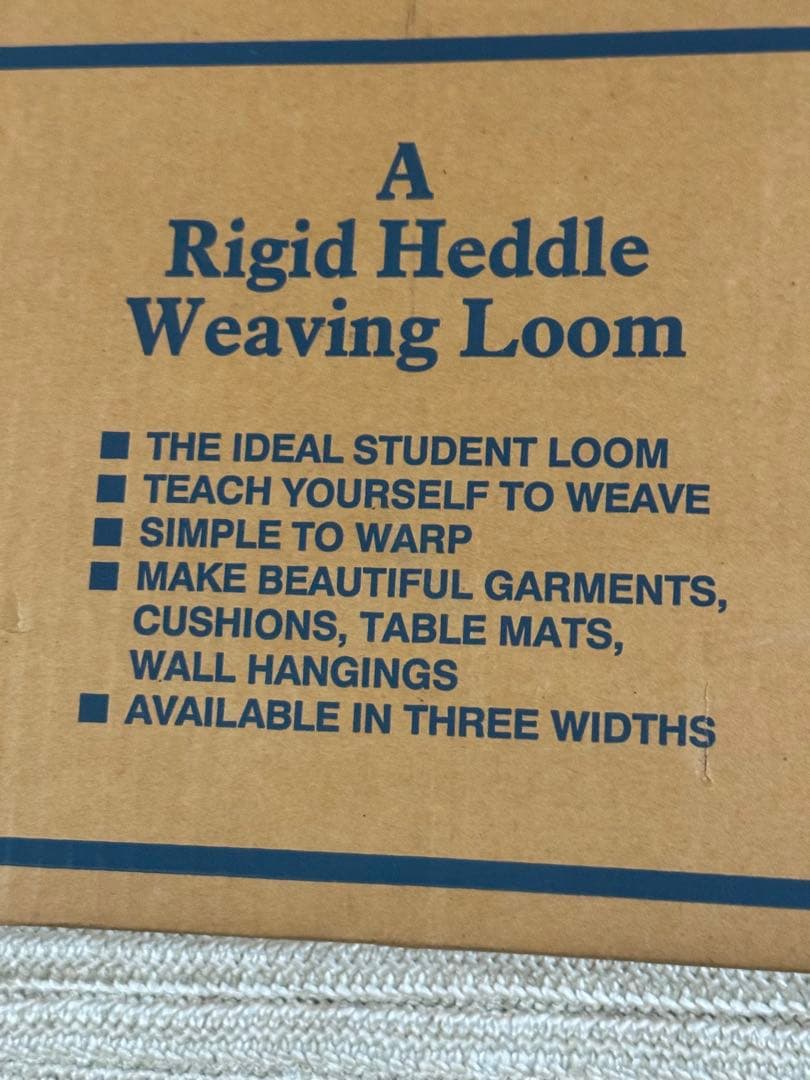 A
Rigid Heddle
Weaving Loom
■ THE IDEAL STUDENT LOOM
■ TEACH YOURSELF TO WEAVE
■ SIMPLE TO WARP
■ MAKE BEAUTIFUL GARMENTS,
CUSHIONS, TABLE MATS,
WALL HANGINGS
■ AVAILABLE IN THREE WIDTHS